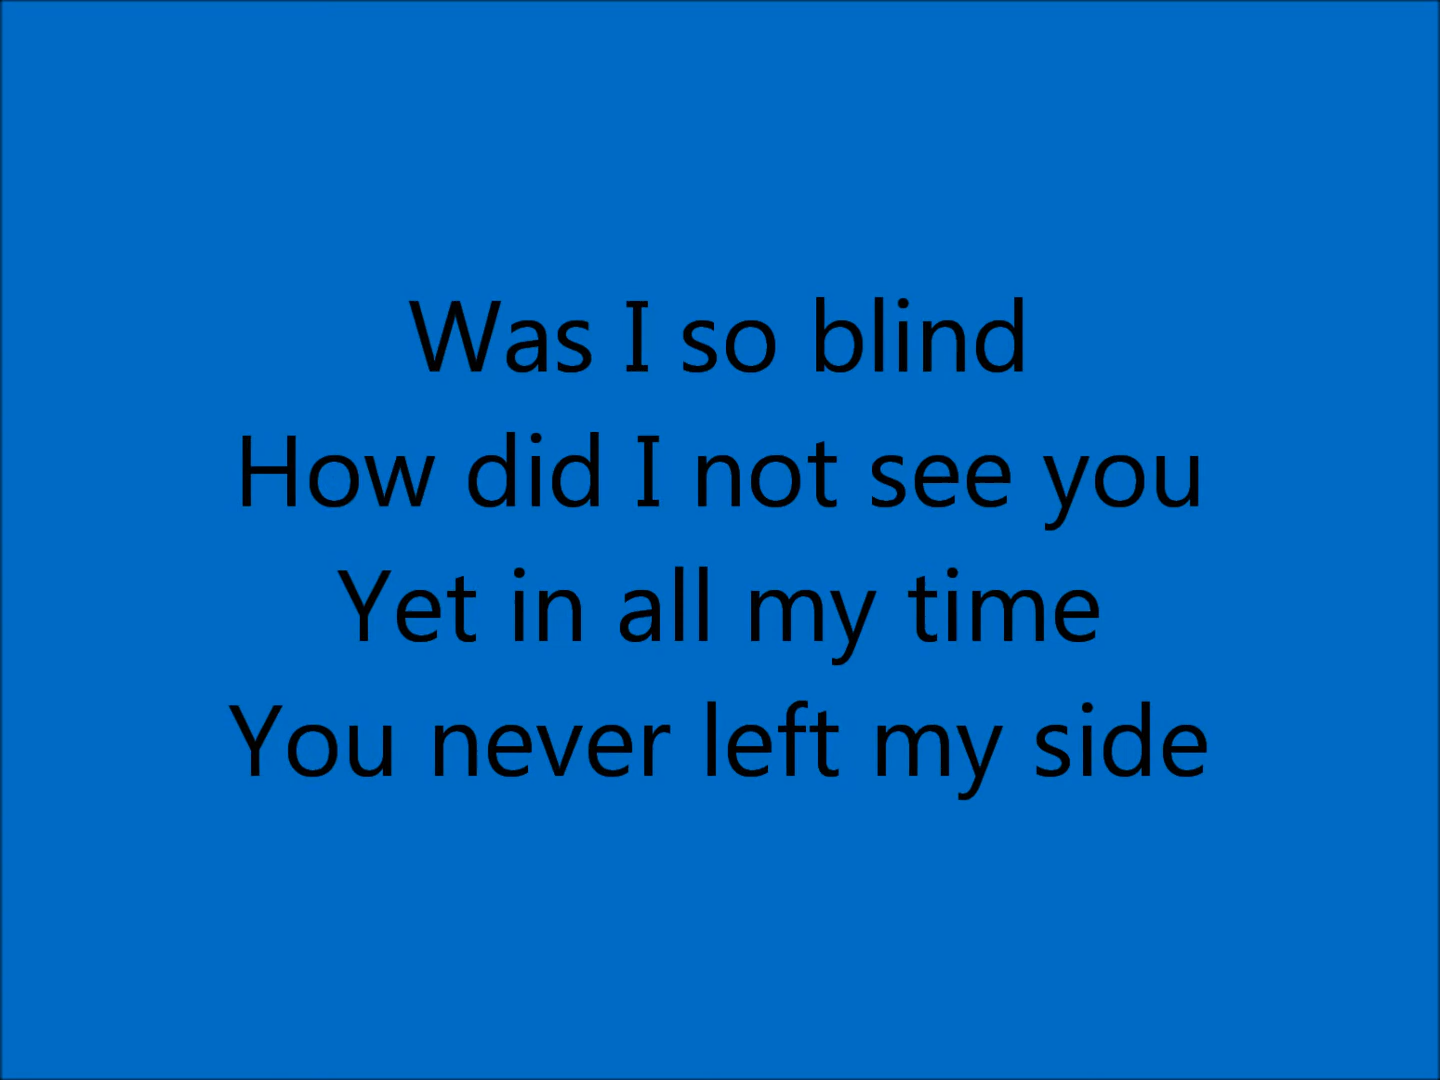 Was I so blind
How did I not see you
Yet in all my time
You never left my side